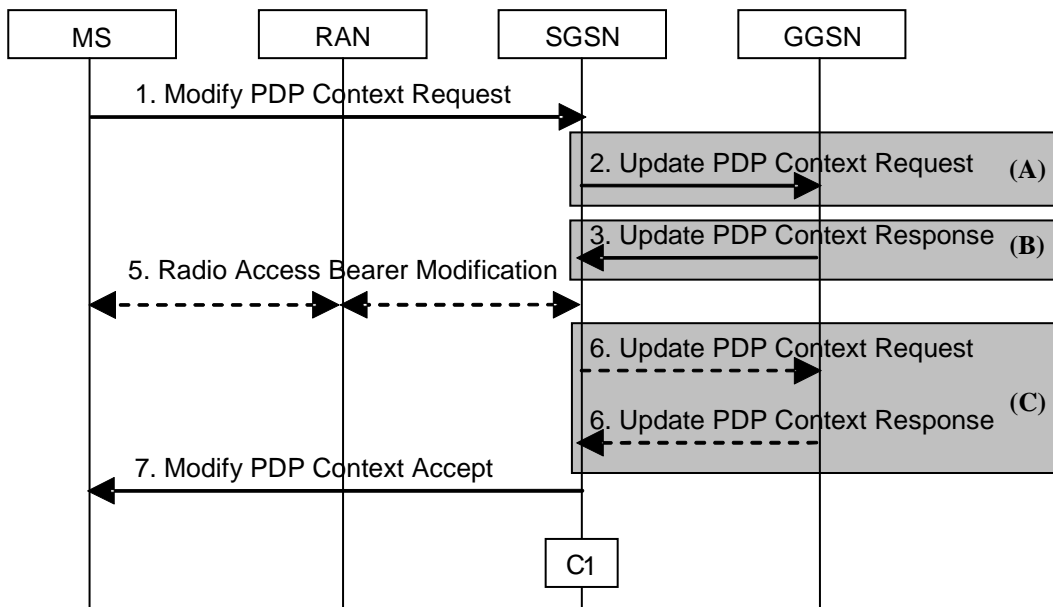 MS
RAN
SGSN
GGSN
1. Modify PDP Context Request
2. Update PDP Context Request
(A)
3. Update PDP Context Response
(B)
5. Radio Access Bearer Modification
6. Update PDP Context Request
(C)
6. Update PDP Context Response
7. Modify PDP Context Accept
C1